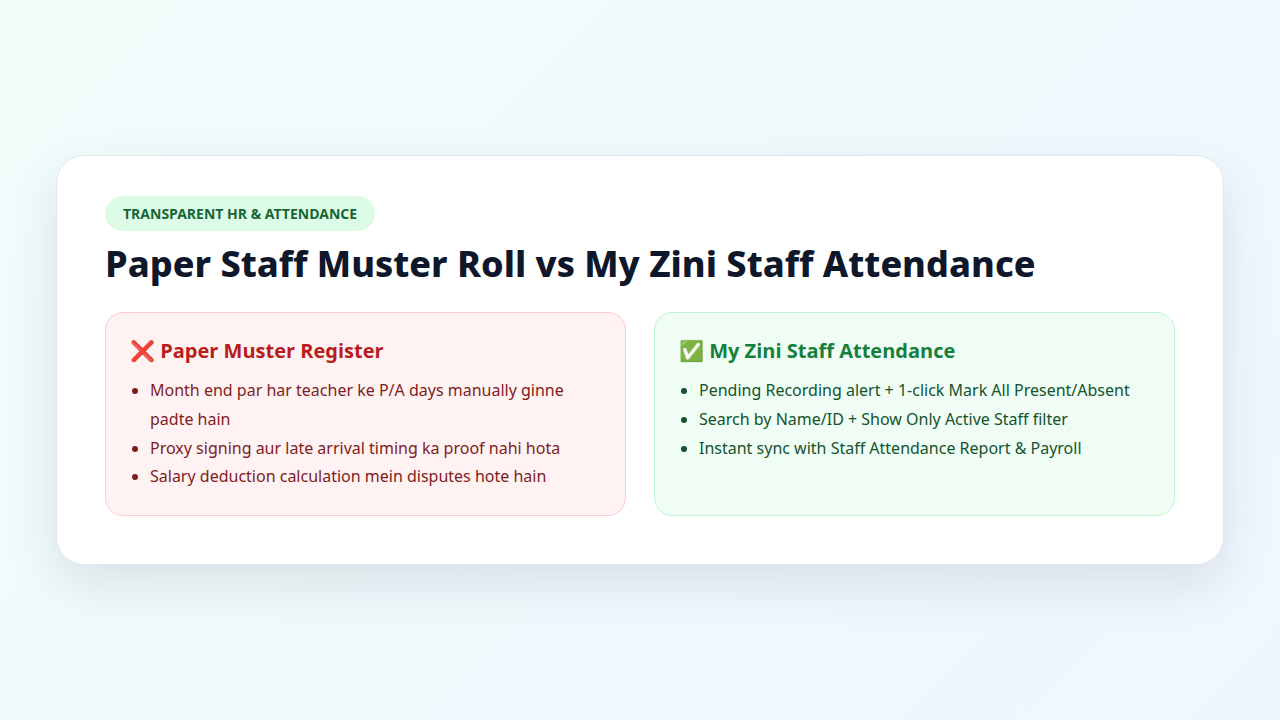 TRANSPARENT HR & ATTENDANCE
Paper Staff Muster Roll vs My Zini Staff Attendance
❌ Paper Muster Register
• Month end par har teacher ke P/A days manually ginne
padte hain
• Proxy signing aur late arrival timing ka proof nahi hota
• Salary deduction calculation mein disputes hote hain
✅ My Zini Staff Attendance
• Pending Recording alert + 1-click Mark All Present/Absent
• Search by Name/ID + Show Only Active Staff filter
• Instant sync with Staff Attendance Report & Payroll